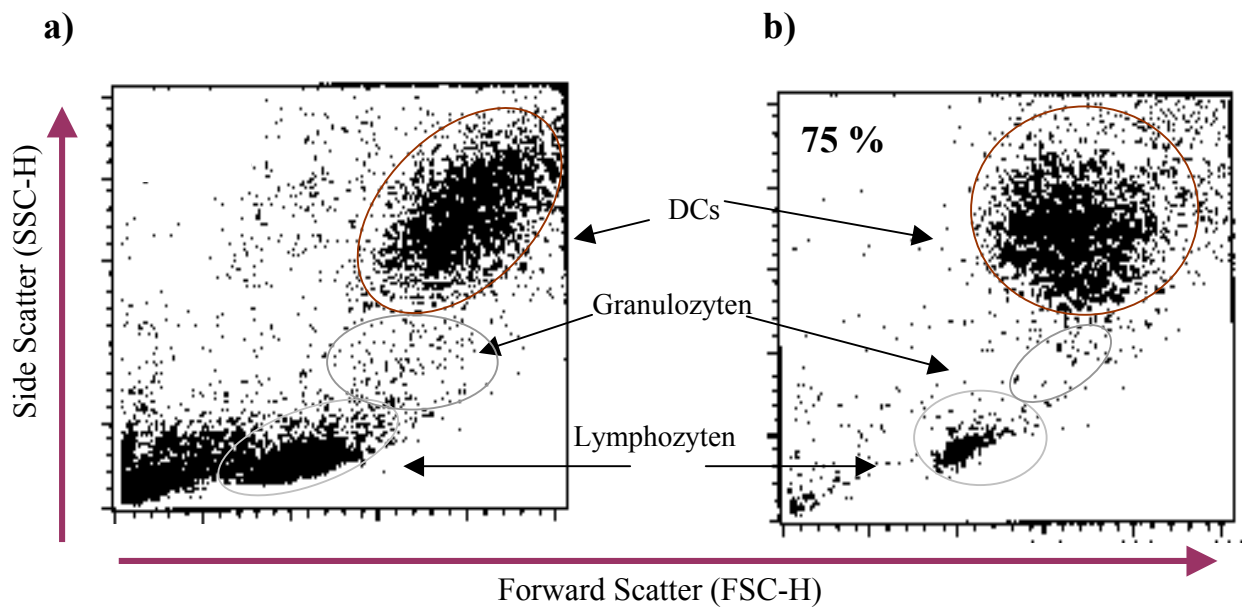 a)
b)
75 %
DCs
Granulozyten
Lymphozyten
Side Scatter (SSC-H)
Forward Scatter (FSC-H)